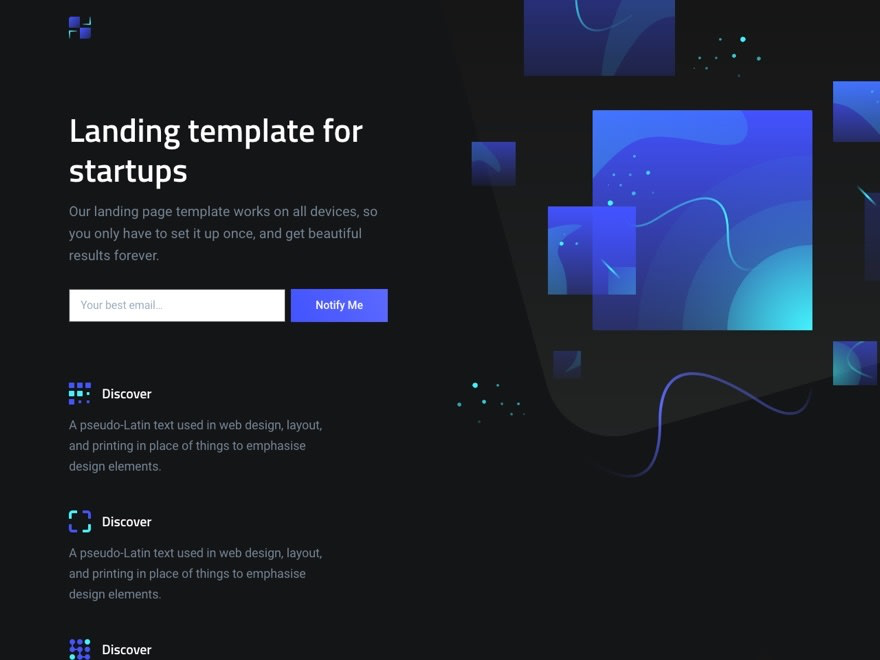 Landing template for
startups
Our landing page template works on all devices, so
you only have to set it up once, and get beautiful
results forever.
Your best email...
Notify Me
Discover
A pseudo-Latin text used in web design, layout,
and printing in place of things to emphasise
design elements.
Discover
A pseudo-Latin text used in web design, layout,
and printing in place of things to emphasise
design elements.
Discover